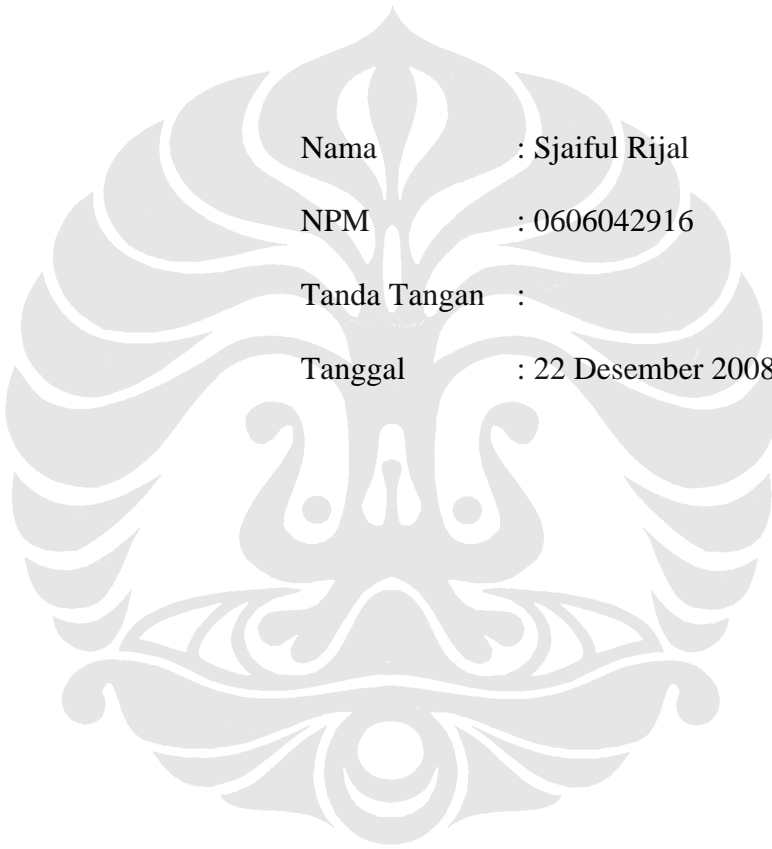 Nama : Sjaiful Rijal
NPM : 0606042916
Tanda Tangan :
Tanggal : 22 Desember 2008